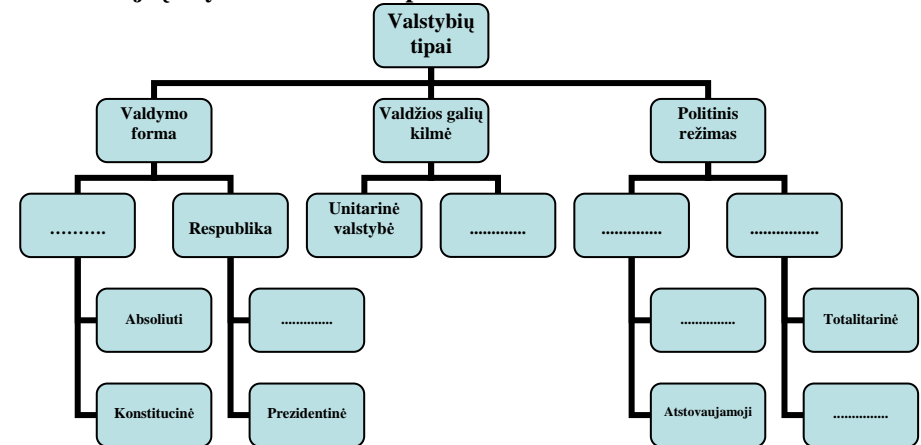 Valstybių
tipai
Valdymo
forma
Valdžios galių
kilmė
Politinis
režimas
……….
Respublika
Unitarinė
valstybė
.............
..............
................
Absoliuti
..............
...............
Totalitarinė
Konstitucinė
Prezidentinė
Atstovaujamoji
...............